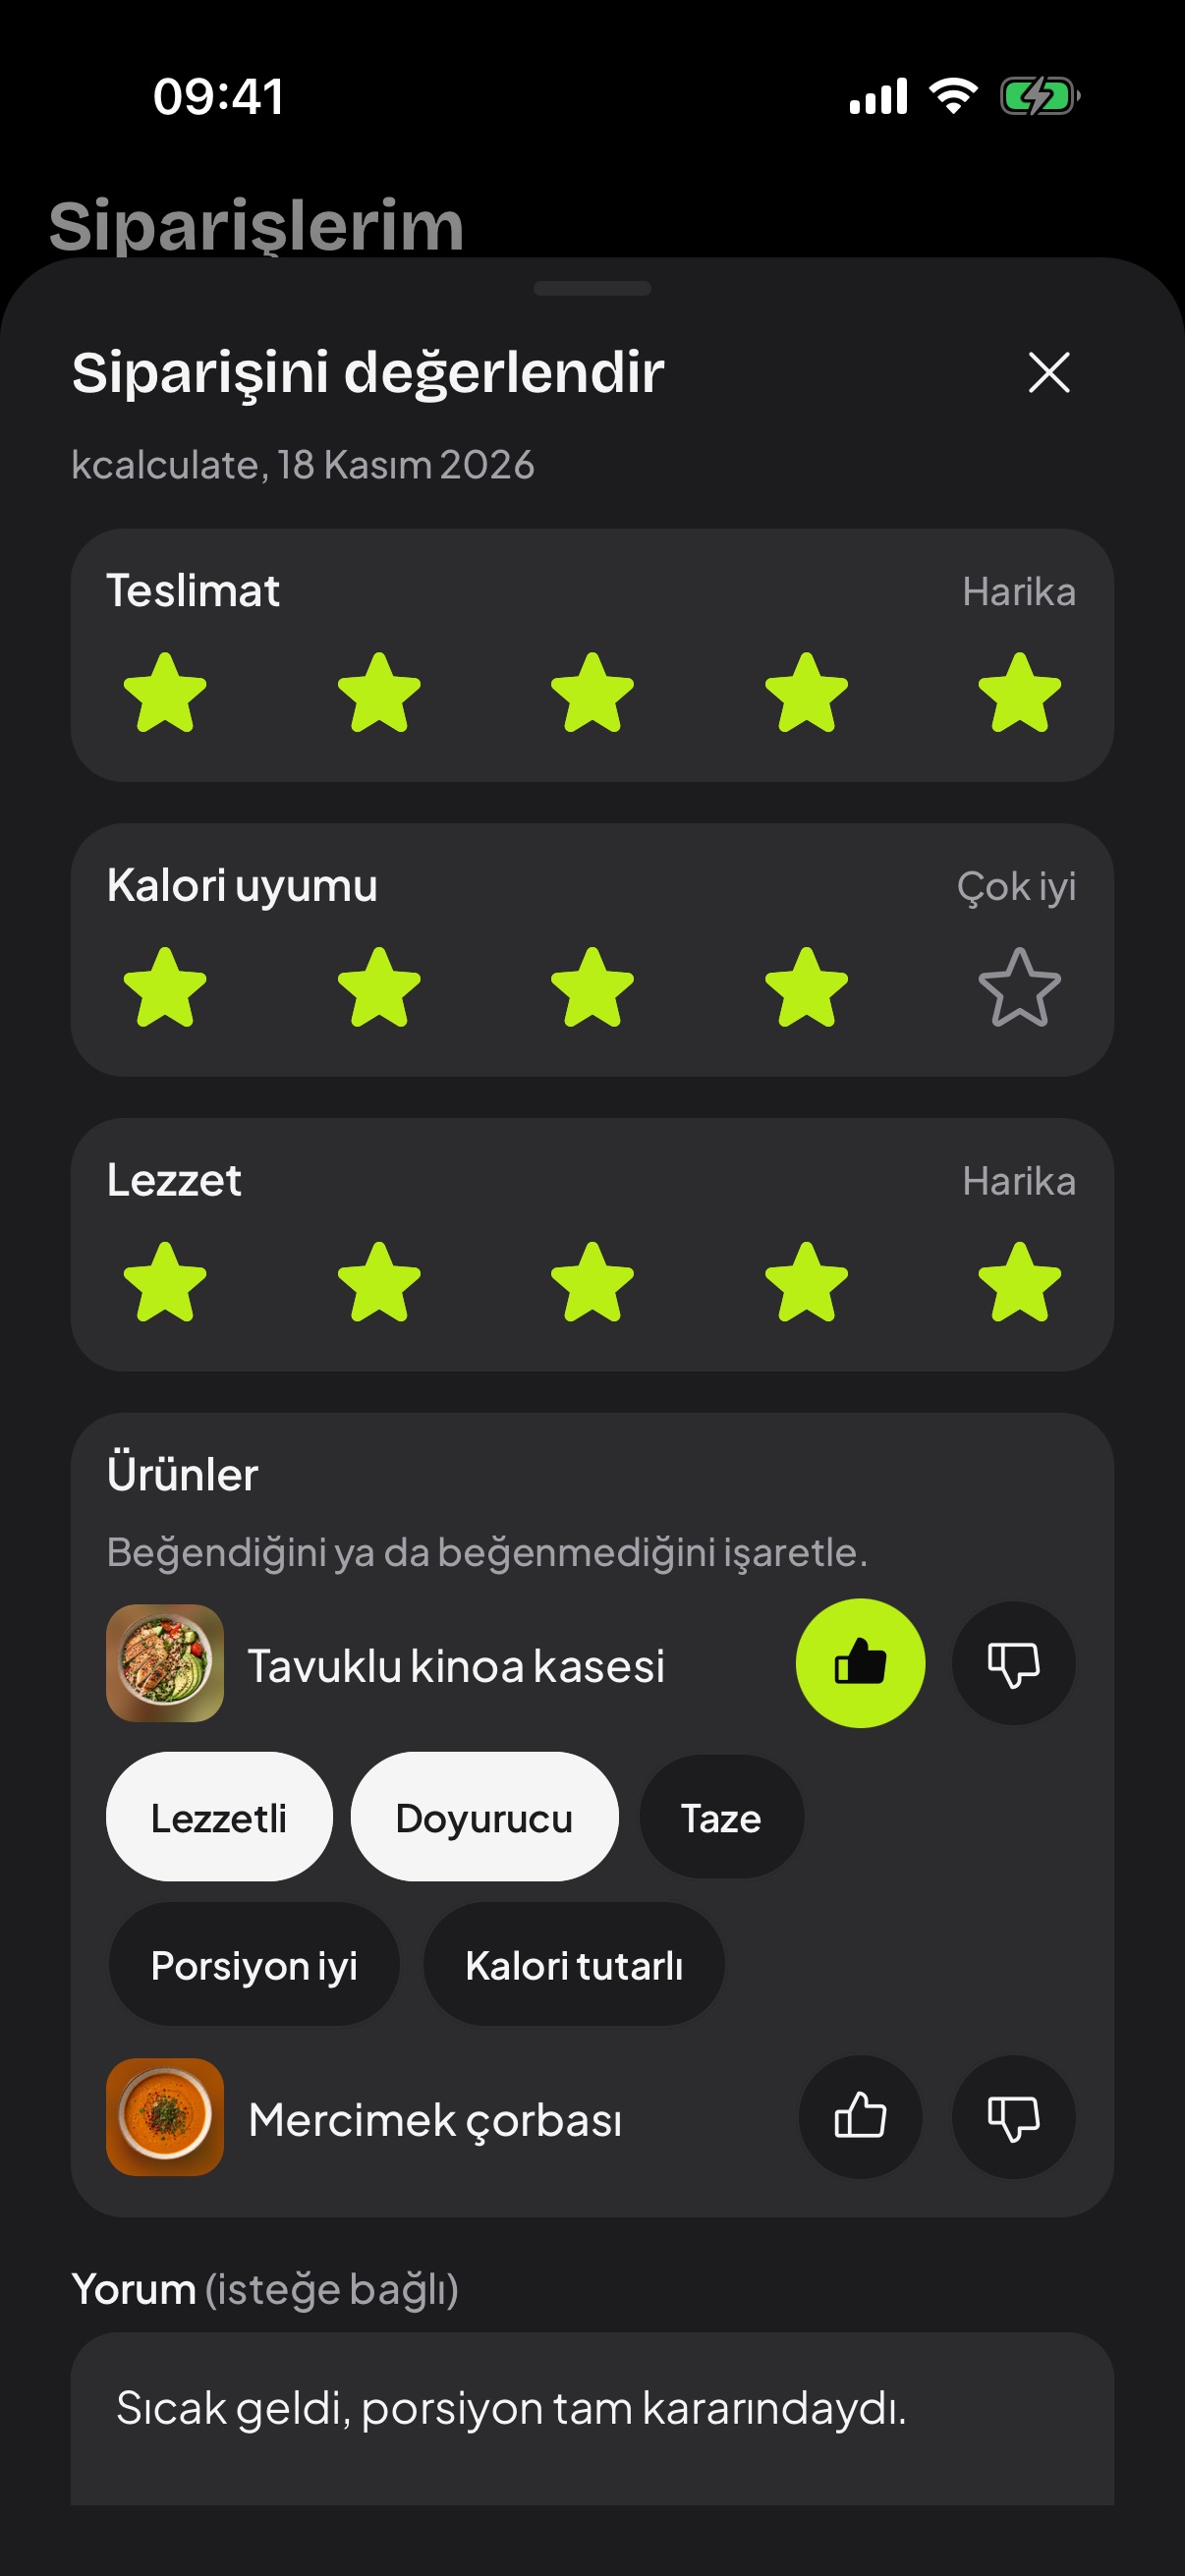 09:41
Siparişlerim
Siparişini değerlendir
kcalculate, 18 Kasım 2026
Teslimat
Harika
Kalori uyumu
Çok iyi
Lezzet
Harika
Ürünler
Beğendiğini ya da beğenmediğini işaretle.
Tavuklu kinoa kasesi
Lezzetli
Doyurucu
Taze
Porsiyon iyi
Kalori tutarlı
Mercimek çorbası
Yorum (isteğe bağlı)
Sıcak geldi, porsiyon tam kararındaydı.